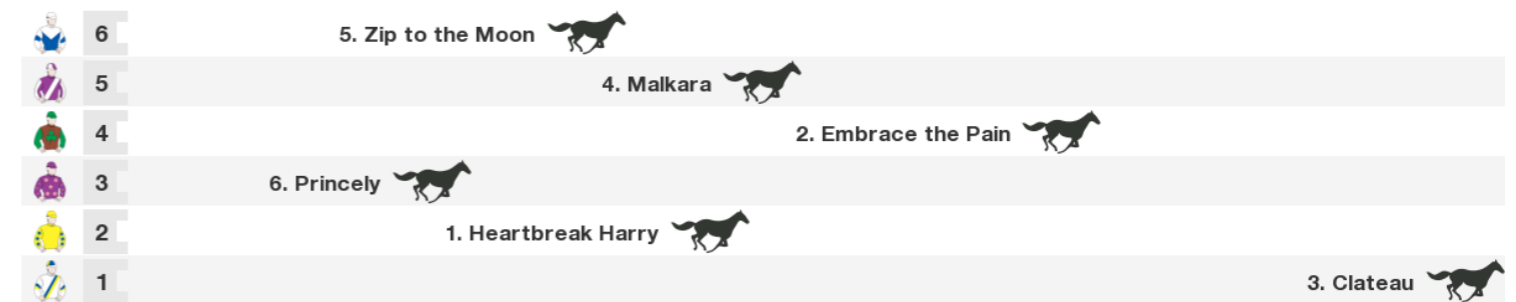 6 5. Zip to the Moon
5 4. Malkara
4 2. Embrace the Pain
3 6. Princely
2 1. Heartbreak Harry
1 3. Clateau